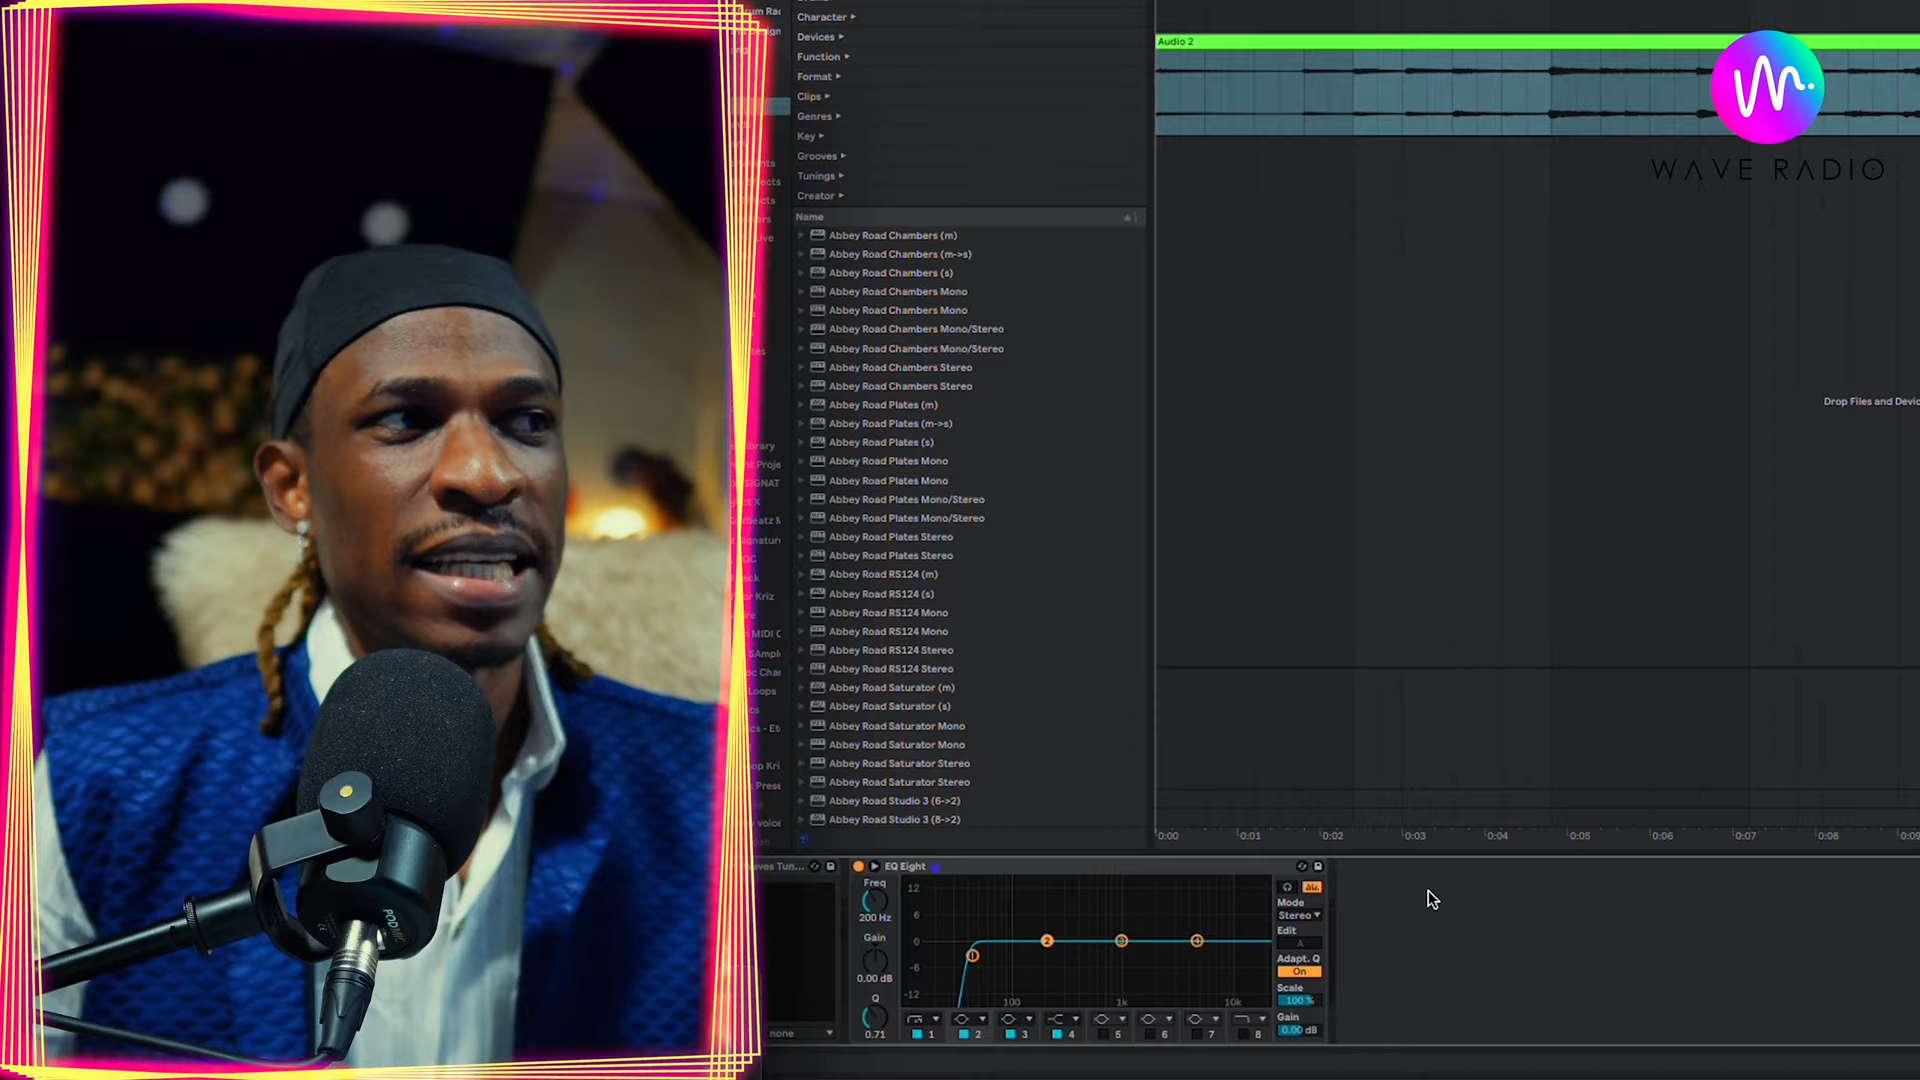 Character
Devices
Function
Format
Clips
Genres
Key
Grooves
Tunings
Creator
Name
Abbey Road Chambers (m)
Abbey Road Chambers (m->s)
Abbey Road Chambers (s)
Abbey Road Chambers Mono
Abbey Road Chambers Mono
Abbey Road Chambers Mono/Stereo
Abbey Road Chambers Mono/Stereo
Abbey Road Chambers Stereo
Abbey Road Chambers Stereo
Abbey Road Plates (m)
Abbey Road Plates (m->s)
Abbey Road Plates (s)
Abbey Road Plates Mono
Abbey Road Plates Mono
Abbey Road Plates Mono/Stereo
Abbey Road Plates Mono/Stereo
Abbey Road Plates Stereo
Abbey Road Plates Stereo
Abbey Road RS124 (m)
Abbey Road RS124 (s)
Abbey Road RS124 Mono
Abbey Road RS124 Mono
Abbey Road RS124 Stereo
Abbey Road RS124 Stereo
Abbey Road Saturator (m)
Abbey Road Saturator (s)
Abbey Road Saturator Mono
Abbey Road Saturator Mono
Abbey Road Saturator Stereo
Abbey Road Saturator Stereo
Abbey Road Studio 3 (6->2)
Abbey Road Studio 3 (8->2)
Audio 2
WAVE RADIO
Drop Files and Devic
0:00 0:01 0:02 0:03 0:04 0:05 0:06 0:07 0:08 0:09
aves Tun...
none
EQ Eight
Freq
200 Hz
Gain
0.00 dB
Q
0.71
12
6
0
-6
-12
100 1k 10k
1 2 3 4
1 2 3 4 5 6 7 8
Mode
Stereo
Edit
A
Adapt. Q
On
Scale
100 %
Gain
0.00 dB
PODMIC